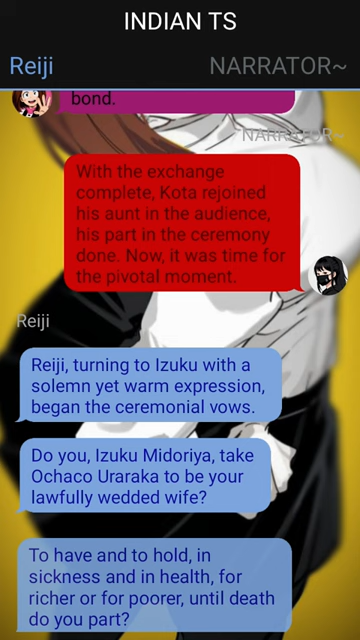 INDIAN TS
Reiji
NARRATOR~
bond.
NARRATOR~
With the exchange
complete, Kota rejoined
his aunt in the audience,
his part in the ceremony
done. Now, it was time for
the pivotal moment.
Reiji
Reiji, turning to Izuku with a
solemn yet warm expression,
began the ceremonial vows.
Do you, Izuku Midoriya, take
Ochaco Uraraka to be your
lawfully wedded wife?
To have and to hold, in
sickness and in health, for
richer or for poorer, until death
do you part?